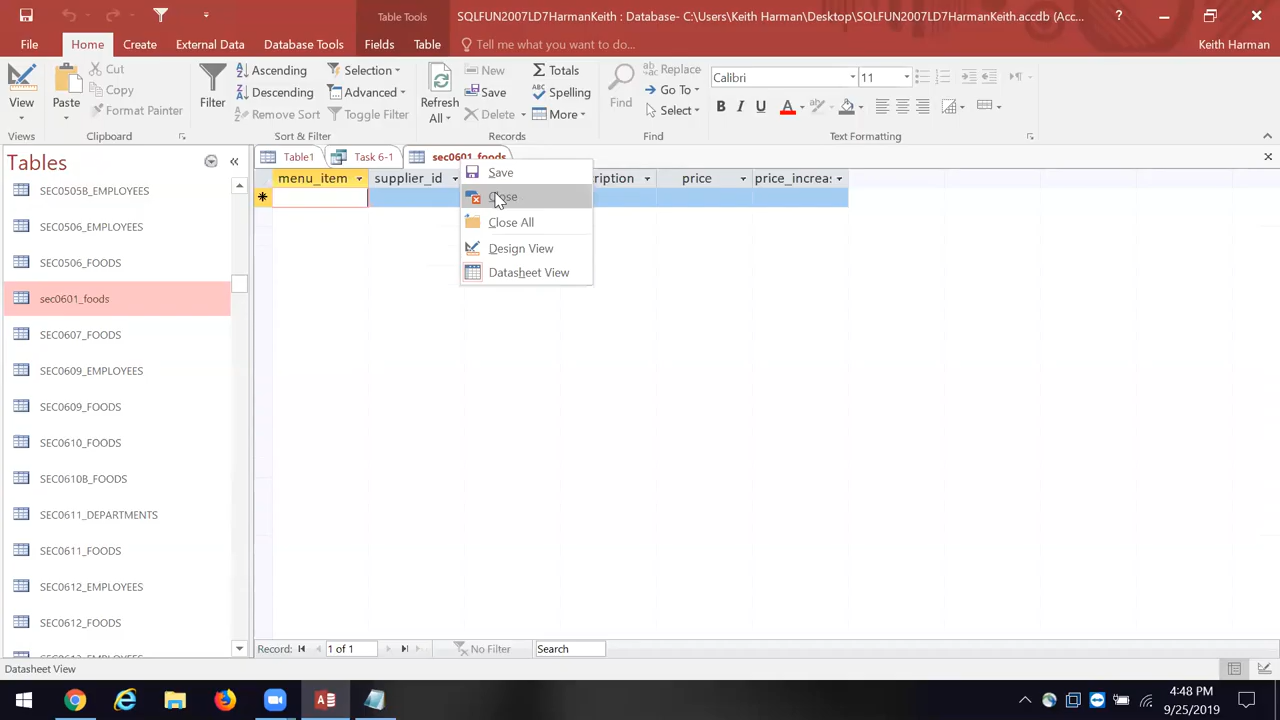 Table Tools
SQLFUN2007LD7HarmanKeith : Database- C:\Users\Keith Harman\Desktop\SQLFUN2007LD7HarmanKeith.accdb (Acc...
?
File
Home
Create
External Data
Database Tools
Fields
Table
Tell me what you want to do...
Keith Harman
View
Paste
Cut
Copy
Format Painter
Filter
Ascending
Descending
Remove Sort
Selection
Advanced
Toggle Filter
Refresh
All
New
Save
Delete
Totals
Spelling
More
Find
Replace
Go To
Select
Calibri
11
B I U A
Views
Clipboard
Sort & Filter
Records
Find
Text Formatting
Tables
Table1
Task 6-1
sec0601_foods
menu_item
supplier_id
price
price_increas
Save
Close
Close All
Design View
Datasheet View
SEC0505B_EMPLOYEES
SEC0506_EMPLOYEES
SEC0506_FOODS
sec0601_foods
SEC0607_FOODS
SEC0609_EMPLOYEES
SEC0609_FOODS
SEC0610_FOODS
SEC0610B_FOODS
SEC0611_DEPARTMENTS
SEC0611_FOODS
SEC0612_EMPLOYEES
SEC0612_FOODS
Record:
1 of 1
No Filter
Search
Datasheet View
4:48 PM
9/25/2019